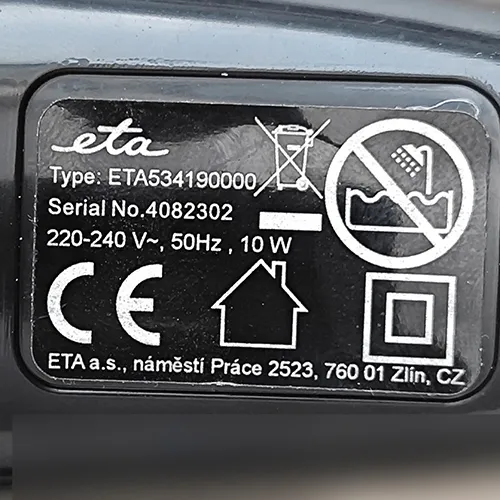 eta
Type: ETA534190000
Serial No.4082302
220-240 V~, 50Hz , 10 W
CE
ETA a.s., náměstí Práce 2523, 760 01 Zlín, CZ